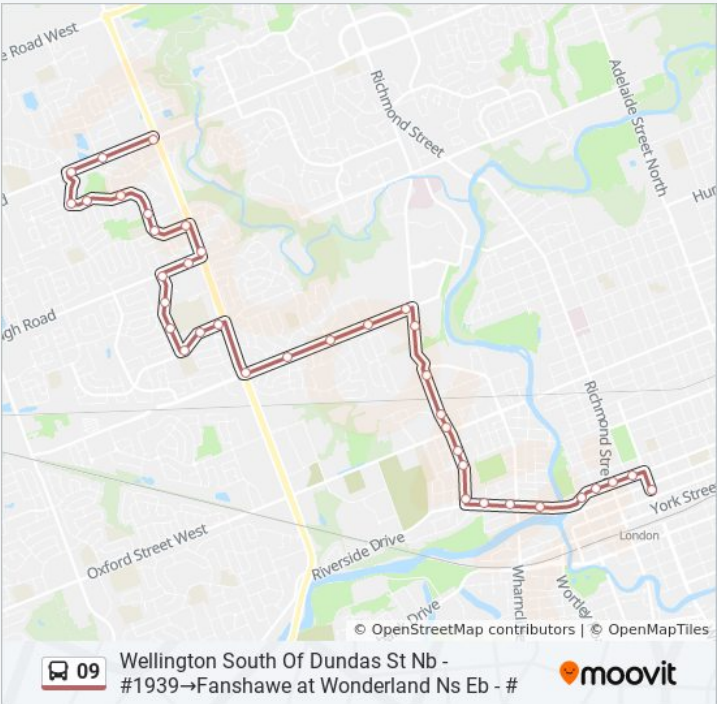 e Road West
Richmond Street
Adelaide Street North
Hur
d
gh Road
Richmond Stre
York Stree
London
Oxford Street West
Riverside Drive
Wharncl
Wortley
Drive
© OpenStreetMap contributors | © OpenMapTiles
09
Wellington South Of Dundas St Nb -
#1939→Fanshawe at Wonderland Ns Eb - #
moovit